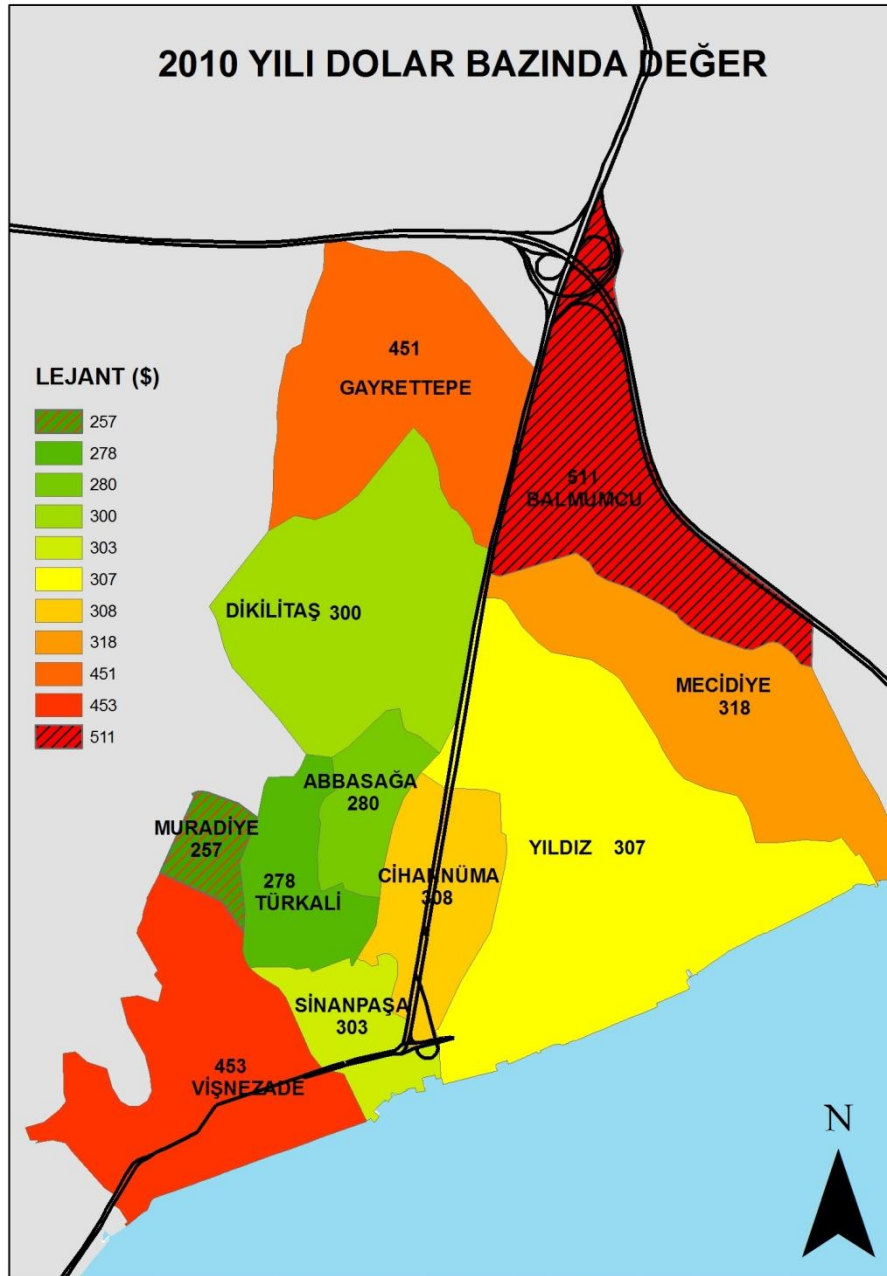 2010 YILI DOLAR BAZINDA DEĞER
LEJANT ($)
257
278
280
300
303
307
308
318
451
453
511
451
GAYRETTEPE
511
BALMUMCU
DİKİLİTAŞ 300
MECİDİYE
318
ABBASAĞA
280
MURADİYE
257
YILDIZ 307
CİHANNÜMA
308
278
TÜRKALİ
SİNANPAŞA
303
453
VİŞNEZADE
N